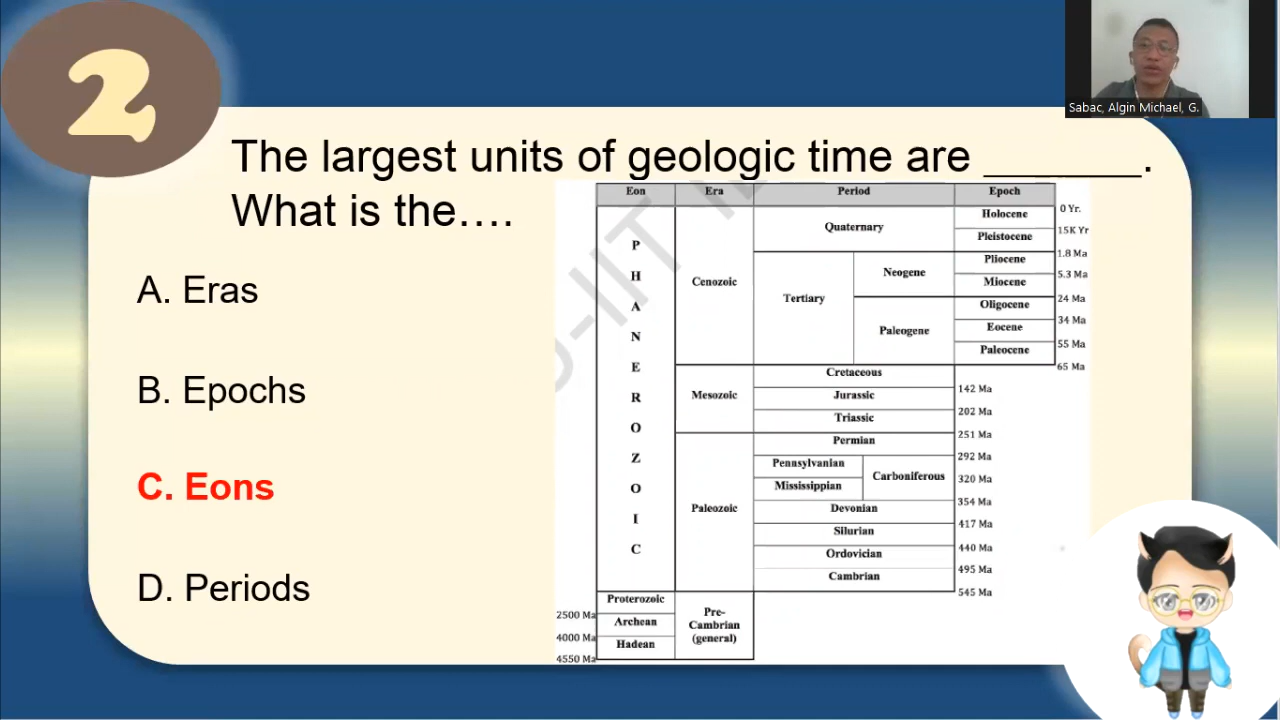 2
Sabac, Algin Michael, G.
The largest units of geologic time are _______.
What is the….
A. Eras
B. Epochs
C. Eons
D. Periods
Eon Era Period Epoch
PHANEROZOIC
Cenozoic
Quaternary
Holocene
Pleistocene
Tertiary
Neogene
Pliocene
Miocene
Paleogene
Oligocene
Eocene
Paleocene
0 Yr.
15K Yr
1.8 Ma
5.3 Ma
24 Ma
34 Ma
55 Ma
65 Ma
Mesozoic
Cretaceous
Jurassic
Triassic
142 Ma
202 Ma
251 Ma
Paleozoic
Permian
Pennsylvanian
Mississippian
Carboniferous
Devonian
Silurian
Ordovician
Cambrian
292 Ma
320 Ma
354 Ma
417 Ma
440 Ma
495 Ma
545 Ma
Proterozoic
Archean
Hadean
Pre-
Cambrian
(general)
2500 Ma
4000 Ma
4550 Ma